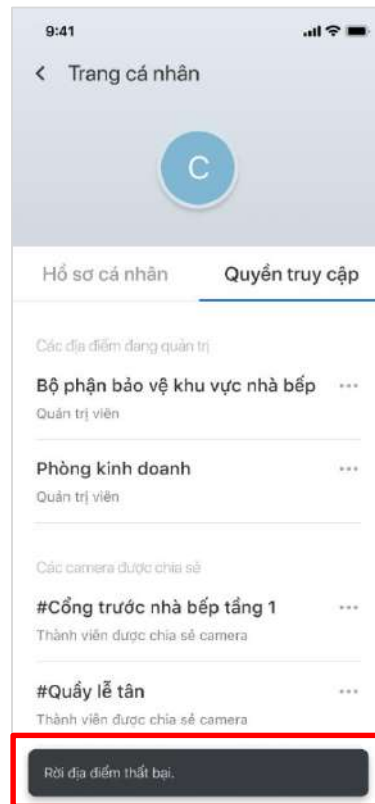 9:41
Trang cá nhân
C
Hồ sơ cá nhân Quyền truy cập
Các địa điểm đang quản trị
Bộ phận bảo vệ khu vực nhà bếp
Quản trị viên
Phòng kinh doanh
Quản trị viên
Các camera được chia sẻ
#Cổng trước nhà bếp tầng 1
Thành viên được chia sẻ camera
#Quầy lễ tân
Thành viên được chia sẻ camera
Rời địa điểm thất bại.